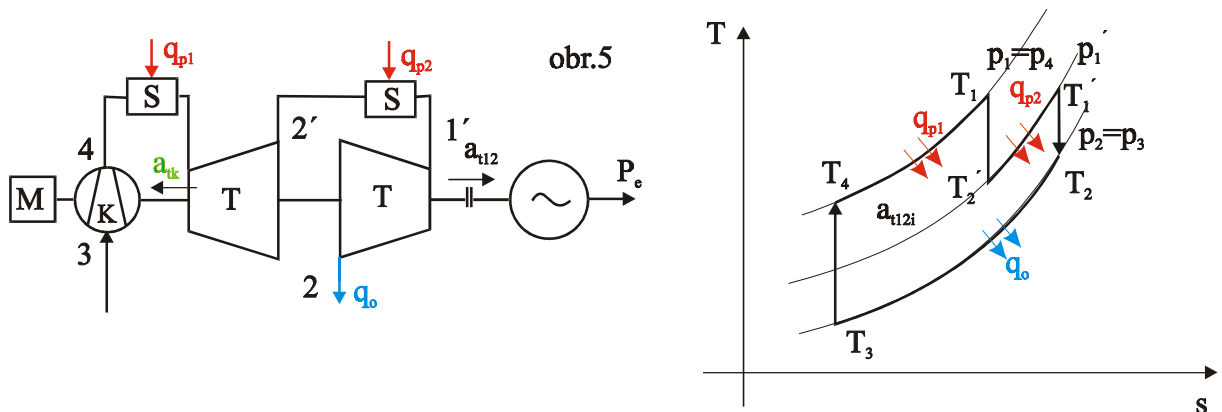 q_p1
q_p2
obr.5
S
S
4
2´
1´
a_tk
a_t12
M
K
T
T
P_e
3
2
q_o
T
p_1=p_4
p_1´
T_1
q_p2
T_1´
q_p1
p_2=p_3
T_4
T_2´
T_2
a_t12i
q_o
T_3
s